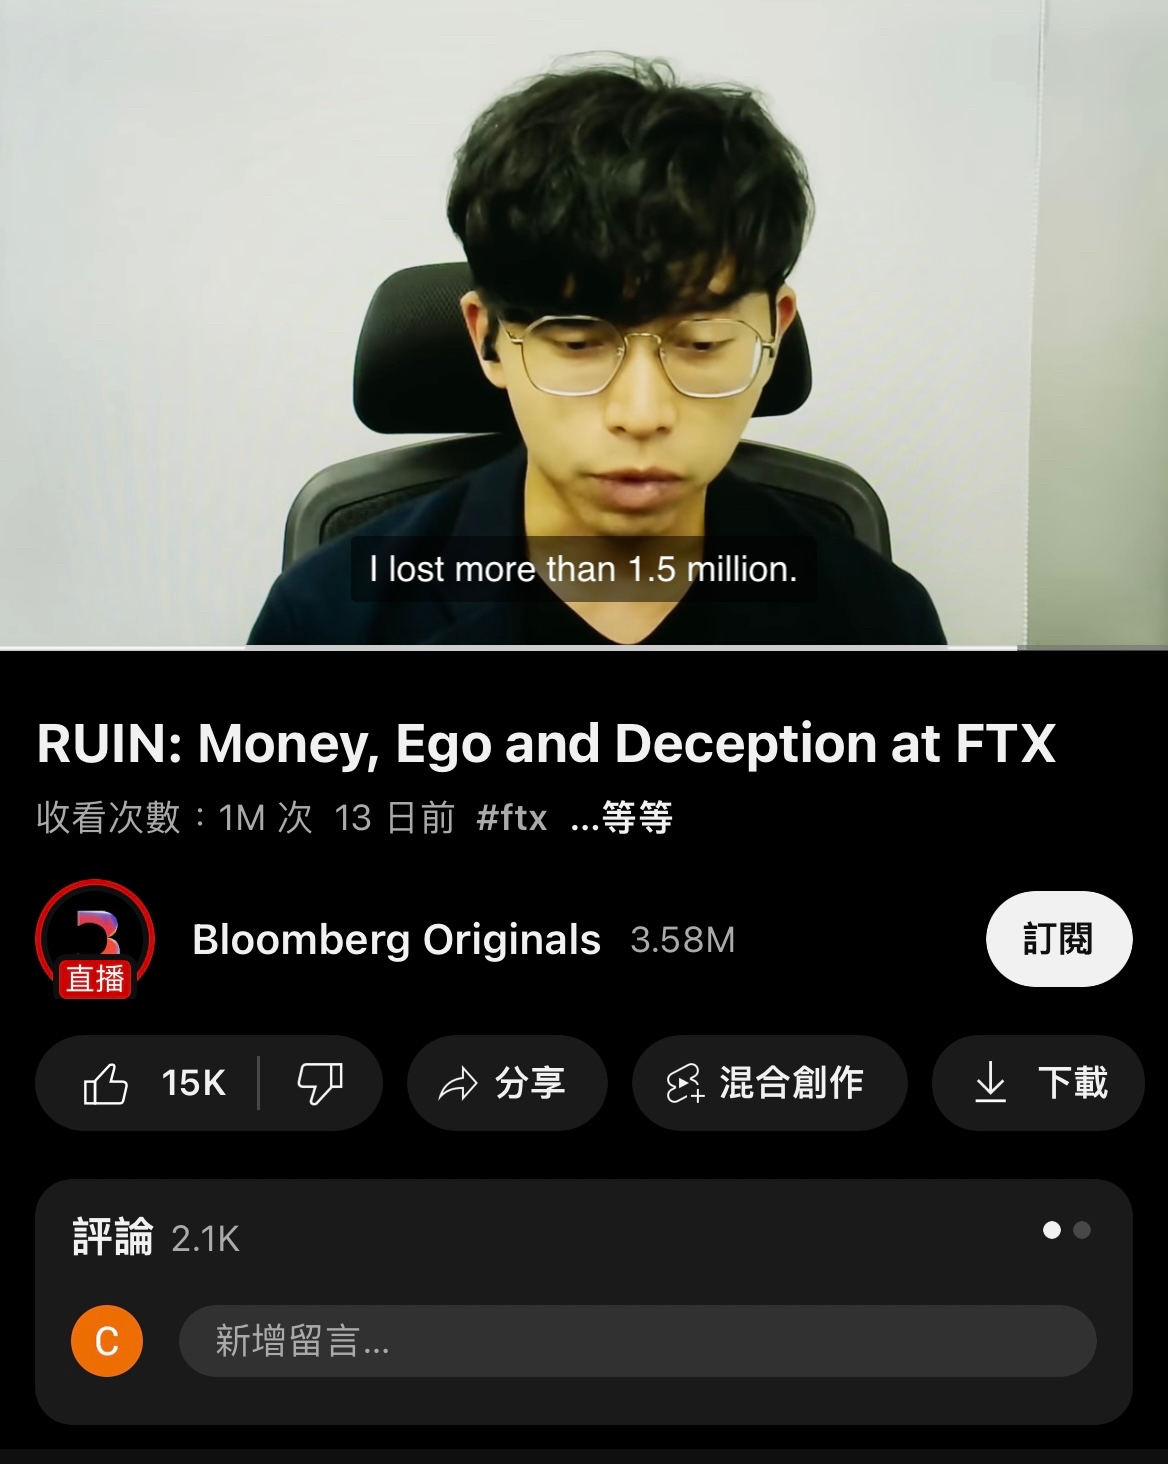 I lost more than 1.5 million.
RUIN: Money, Ego and Deception at FTX
收看次數：1M 次 13 日前 #ftx ...等等
直播
Bloomberg Originals 3.58M 訂閱
15K 分享 混合創作 下載
評論 2.1K
C 新增留言...